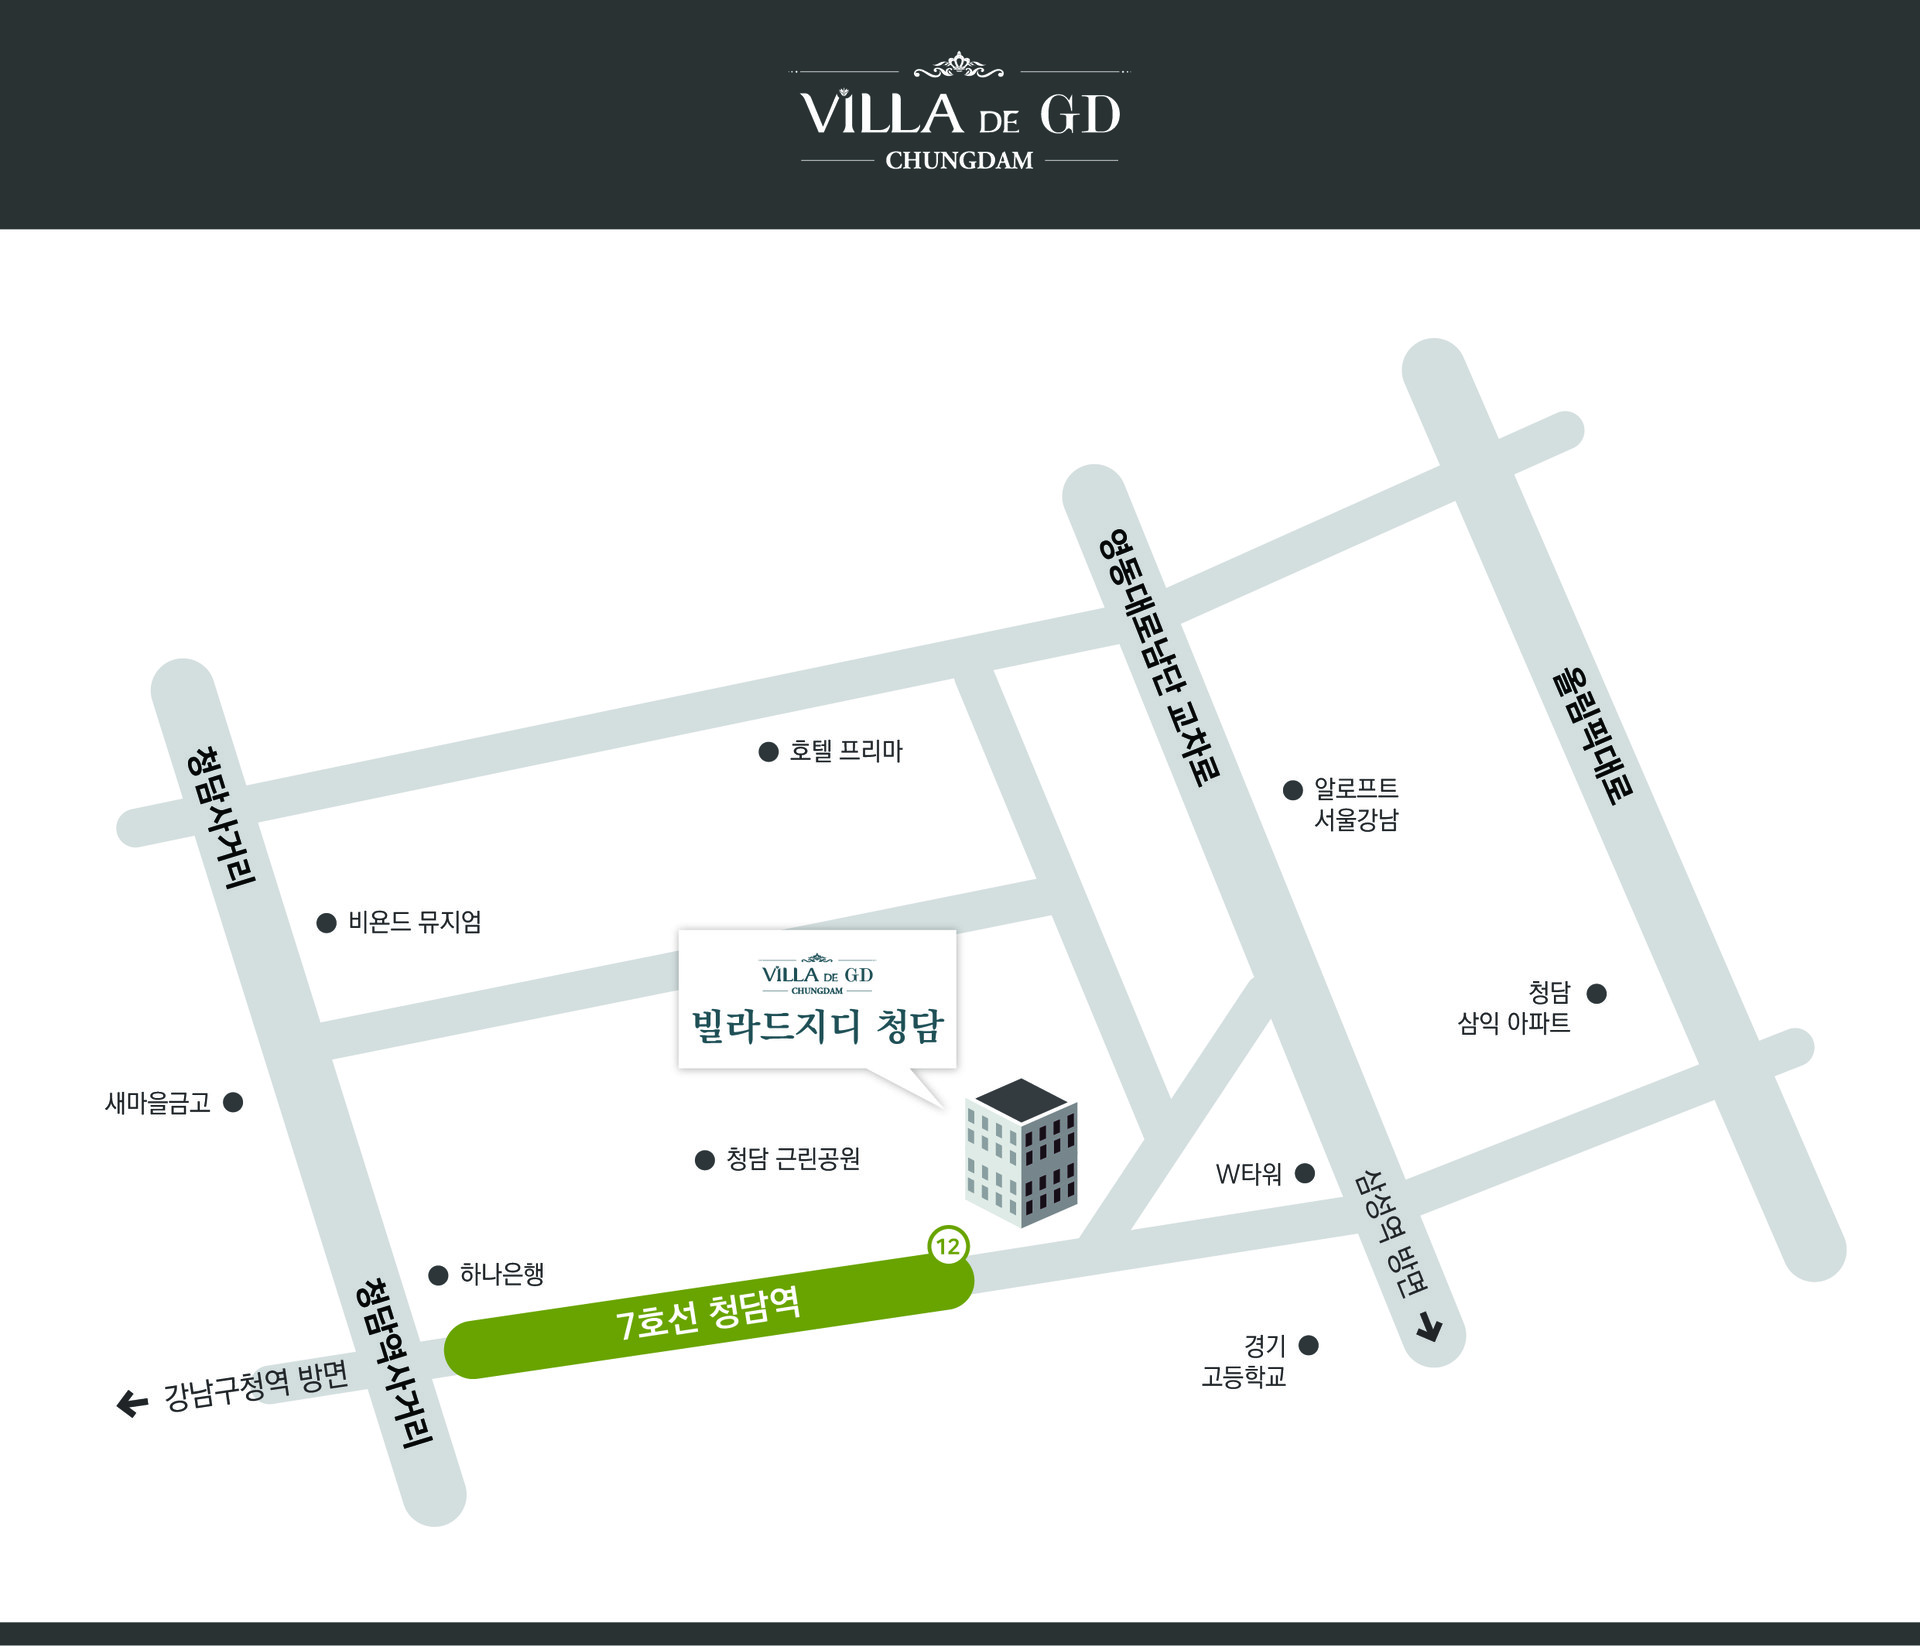 VILLA DE GD
CHUNGDAM
영동대로남단 교차로
올림픽대로
청담사거리
호텔 프리마
알로프트
서울강남
비욘드 뮤지엄
VILLA DE GD
CHUNGDAM
빌라드지디 청담
청담
삼익 아파트
새마을금고
청담 근린공원
W타워
삼성역 방면
12
하나은행
7호선 청담역
청담역사거리
강남구청역 방면
경기
고등학교